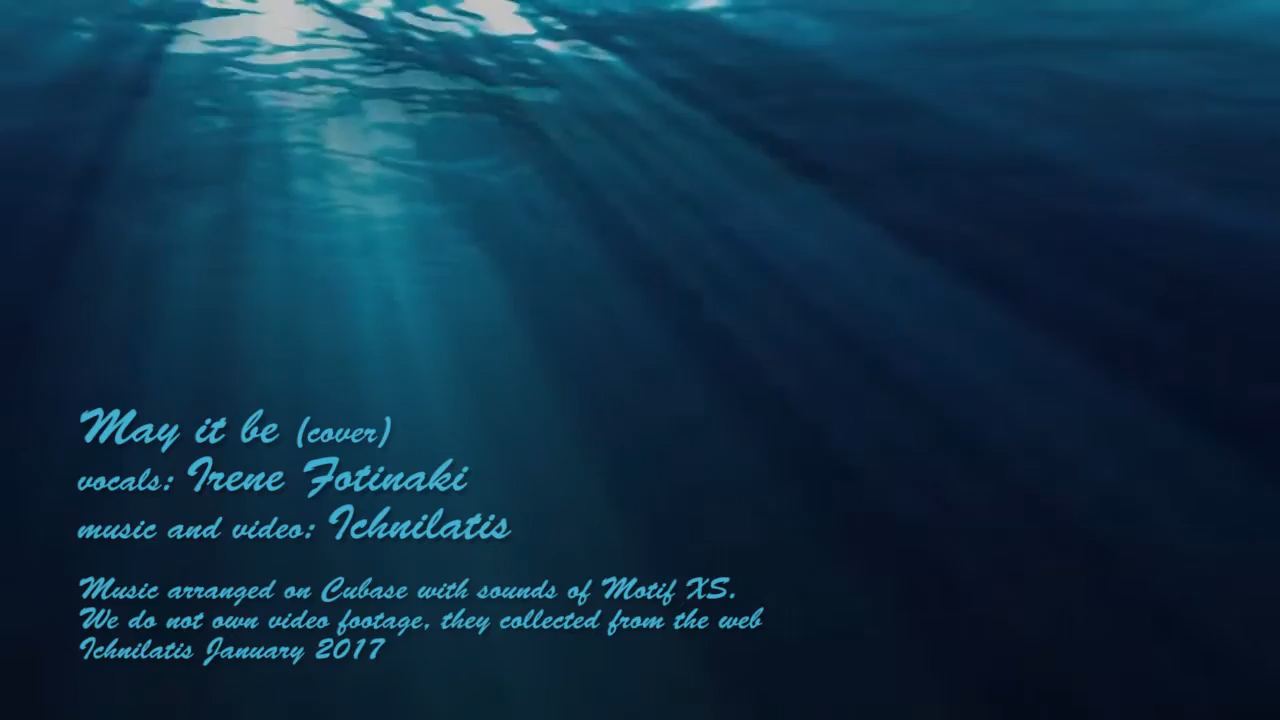 May it be (cover)
vocals: Irene Fotinaki
music and video: Ichnilatis
Music arranged on Cubase with sounds of Motif XS.
We do not own video footage, they collected from the web
Ichnilatis January 2017